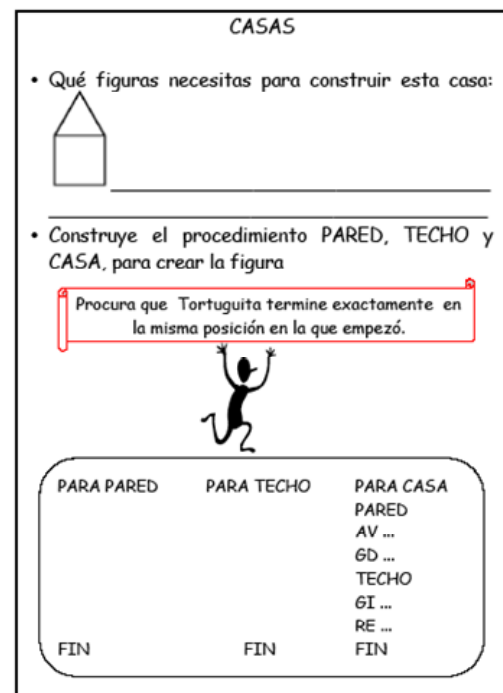 CASAS
• Qué figuras necesitas para construir esta casa:
• Construye el procedimiento PARED, TECHO y
CASA, para crear la figura
Procura que Tortuguita termine exactamente en
la misma posición en la que empezó.
PARA PARED
FIN
PARA TECHO
FIN
PARA CASA
PARED
AV ...
GD ...
TECHO
GI ...
RE ...
FIN